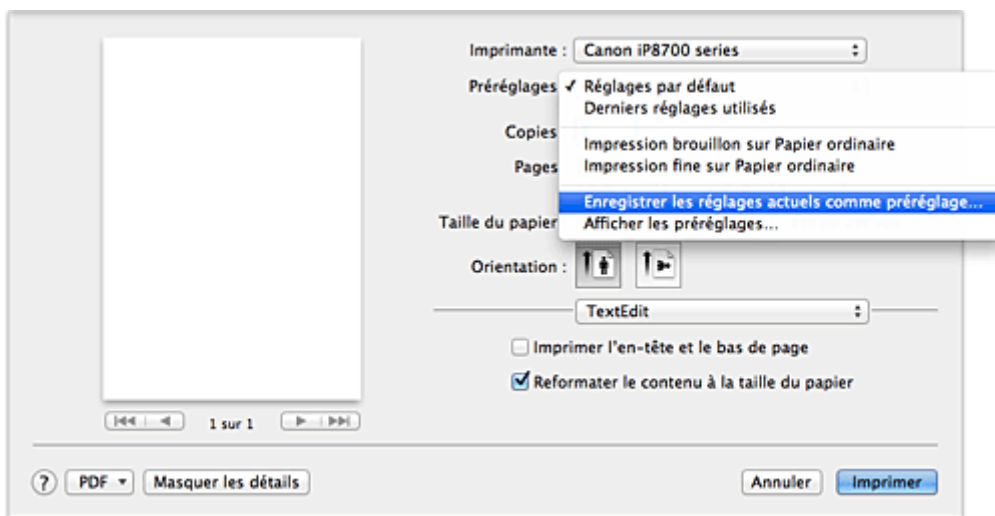 Imprimante : Canon iP8700 series
Préréglages ✓ Réglages par défaut
Derniers réglages utilisés
Copies
Impression brouillon sur Papier ordinaire
Pages Impression fine sur Papier ordinaire
Enregistrer les réglages actuels comme préréglage...
Taille du papier Afficher les préréglages...
Orientation :
TextEdit
Imprimer l'en-tête et le bas de page
Reformater le contenu à la taille du papier
1 sur 1
? PDF Masquer les détails Annuler Imprimer